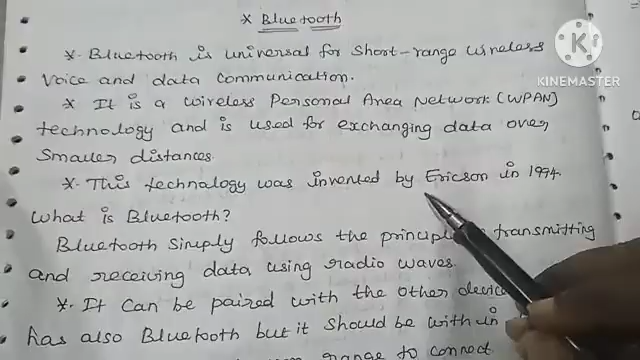 * Bluetooth
*. Bluetooth is universal for short-range wireless
voice and data communication.
* It is a wireless Personal Area Network (WPAN)
technology and is used for exchanging data over
smaller distances.
*. This technology was invented by Ericson in 1994.
What is Bluetooth?
Bluetooth simply follows the principle transmitting
and receiving data using radio waves.
*. It can be paired with the other device
has also Bluetooth but it should be with in
range to connect
KINEMASTER